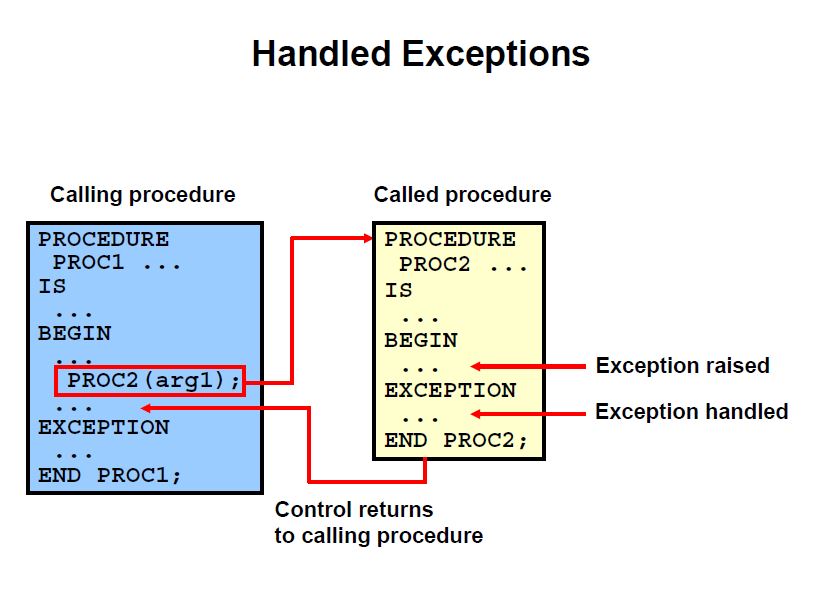 Handled Exceptions
Calling procedure
PROCEDURE
PROC1 ...
IS
...
BEGIN
...
PROC2(arg1);
...
EXCEPTION
...
END PROC1;
Called procedure
PROCEDURE
PROC2 ...
IS
...
BEGIN
...
EXCEPTION
...
END PROC2;
Exception raised
Exception handled
Control returns
to calling procedure